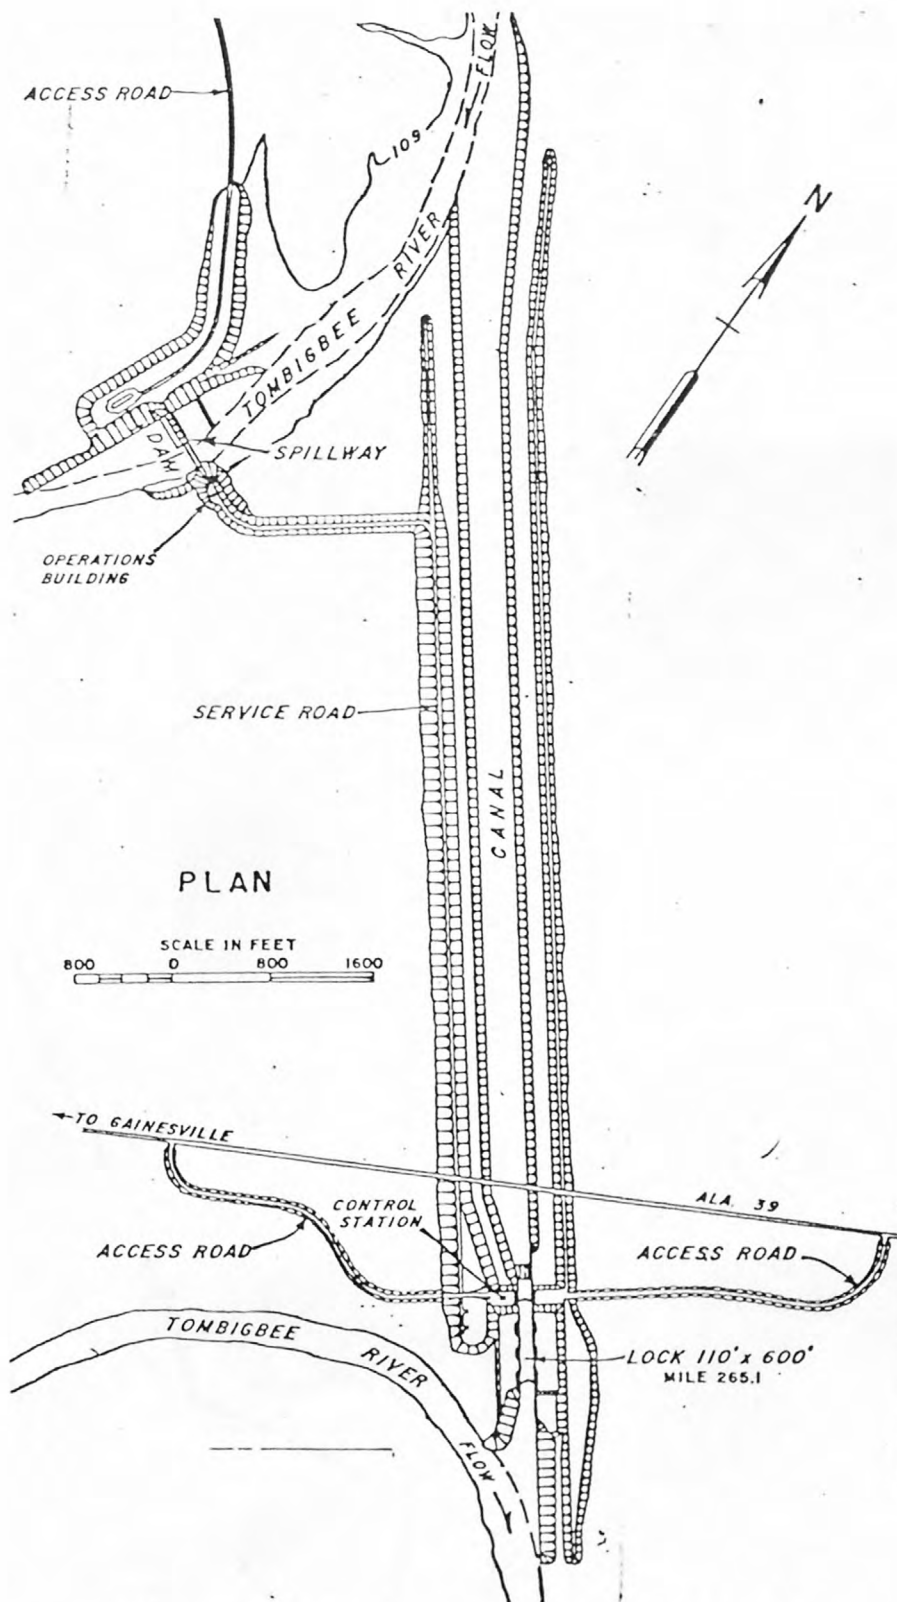 FLOW
ACCESS ROAD
109
N
RIVER
TOMBIGBEE
DAM
SPILLWAY
OPERATIONS
BUILDING
SERVICE ROAD
CANAL
PLAN
SCALE IN FEET
800 0 800 1600
TO GAINESVILLE
CONTROL
STATION
ALA. 39
ACCESS ROAD
ACCESS ROAD
TOMBIGBEE
RIVER
LOCK 110' x 600'
MILE 265.1
FLOW